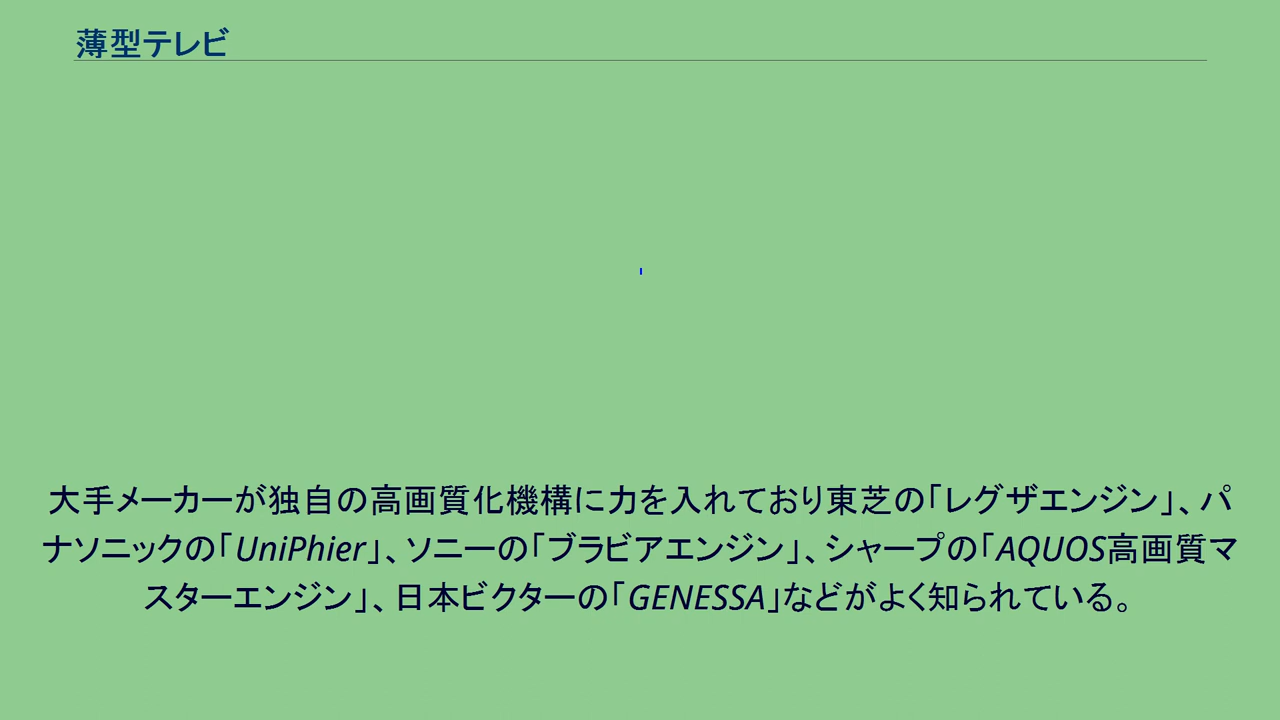 薄型テレビ
大手メーカーが独自の高画質化機構に力を入れており東芝の「レグザエンジン」、パ
ナソニックの「UniPhier」、ソニーの「ブラビアエンジン」、シャープの「AQUOS高画質マ
スターエンジン」、日本ビクターの「GENESSA」などがよく知られている。